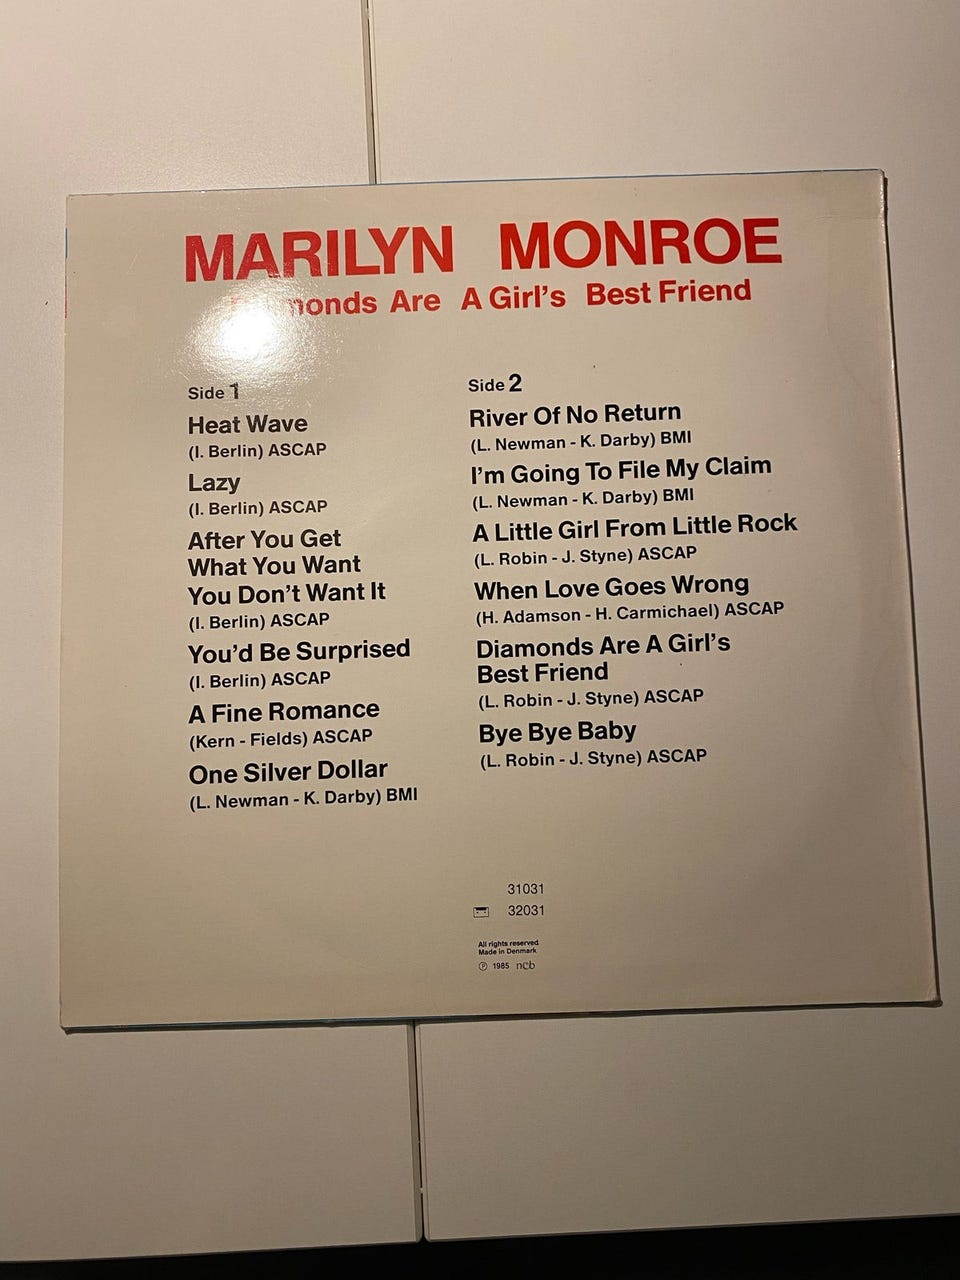 MARILYN MONROE
Diamonds Are A Girl's Best Friend
Side 1
Heat Wave
(I. Berlin) ASCAP
Lazy
(I. Berlin) ASCAP
After You Get
What You Want
You Don't Want It
(I. Berlin) ASCAP
You'd Be Surprised
(I. Berlin) ASCAP
A Fine Romance
(Kern - Fields) ASCAP
One Silver Dollar
(L. Newman - K. Darby) BMI
Side 2
River Of No Return
(L. Newman - K. Darby) BMI
I'm Going To File My Claim
(L. Newman - K. Darby) BMI
A Little Girl From Little Rock
(L. Robin - J. Styne) ASCAP
When Love Goes Wrong
(H. Adamson - H. Carmichael) ASCAP
Diamonds Are A Girl's
Best Friend
(L. Robin - J. Styne) ASCAP
Bye Bye Baby
(L. Robin - J. Styne) ASCAP
31031
32031
All rights reserved
Made in Denmark
℗ 1985 ncb